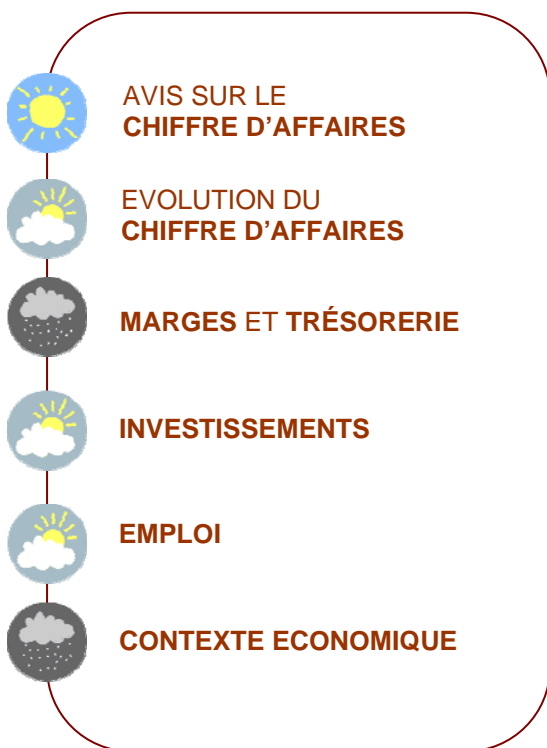 AVIS SUR LE
CHIFFRE D’AFFAIRES
EVOLUTION DU
CHIFFRE D’AFFAIRES
MARGES ET TRÉSORERIE
INVESTISSEMENTS
EMPLOI
CONTEXTE ECONOMIQUE